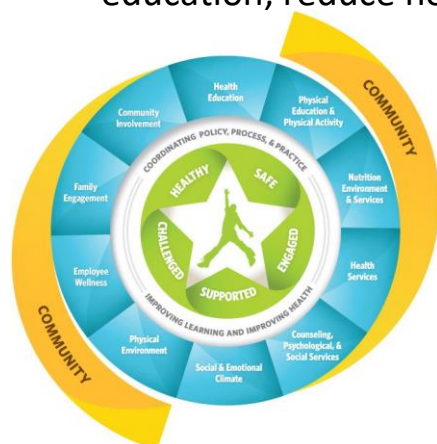 education, reduce
COMMUNITY
Health
Education
Physical
Education &
Physical Activity
Nutrition
Environment
& Services
Health
Services
Counseling,
Psychological, &
Social Services
Social & Emotional
Climate
Physical
Environment
Employee
Wellness
Family
Engagement
Community
Involvement
COORDINATING POLICY, PROCESS, & PRACTICE
IMPROVING LEARNING AND IMPROVING HEALTH
HEALTHY
SAFE
ENGAGED
SUPPORTED
CHALLENGED
COMMUNITY